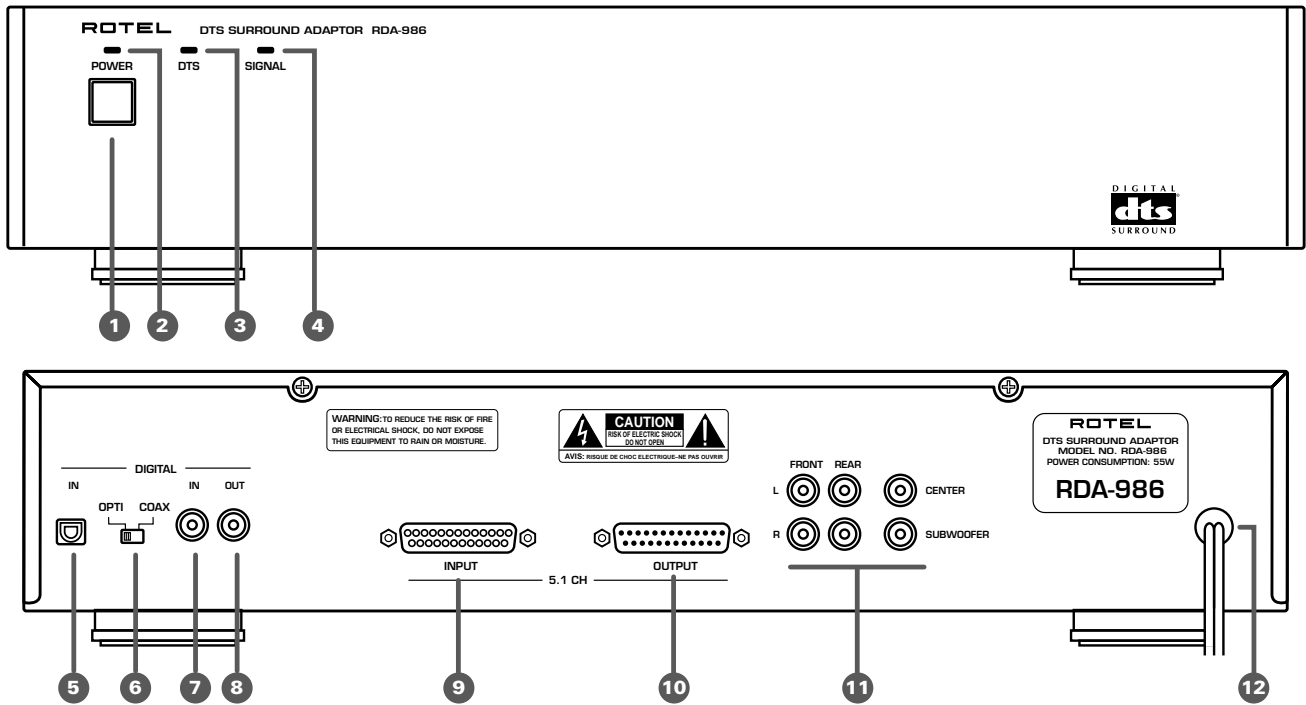 ROTEL DTS SURROUND ADAPTOR RDA-986
POWER DTS SIGNAL
DIGITAL
dts
SURROUND
®
1 2 3 4
WARNING: TO REDUCE THE RISK OF FIRE
OR ELECTRICAL SHOCK, DO NOT EXPOSE
THIS EQUIPMENT TO RAIN OR MOISTURE.
CAUTION
RISK OF ELECTRIC SHOCK
DO NOT OPEN
AVIS: RISQUE DE CHOC ELECTRIQUE–NE PAS OUVRIR
ROTEL
DTS SURROUND ADAPTOR
MODEL NO. RDA-986
POWER CONSUMPTION: 55W
RDA-986
DIGITAL
IN IN OUT
OPTI COAX
FRONT REAR
L CENTER
R SUBWOOFER
INPUT OUTPUT
5.1 CH
5 6 7 8 9 10 11 12